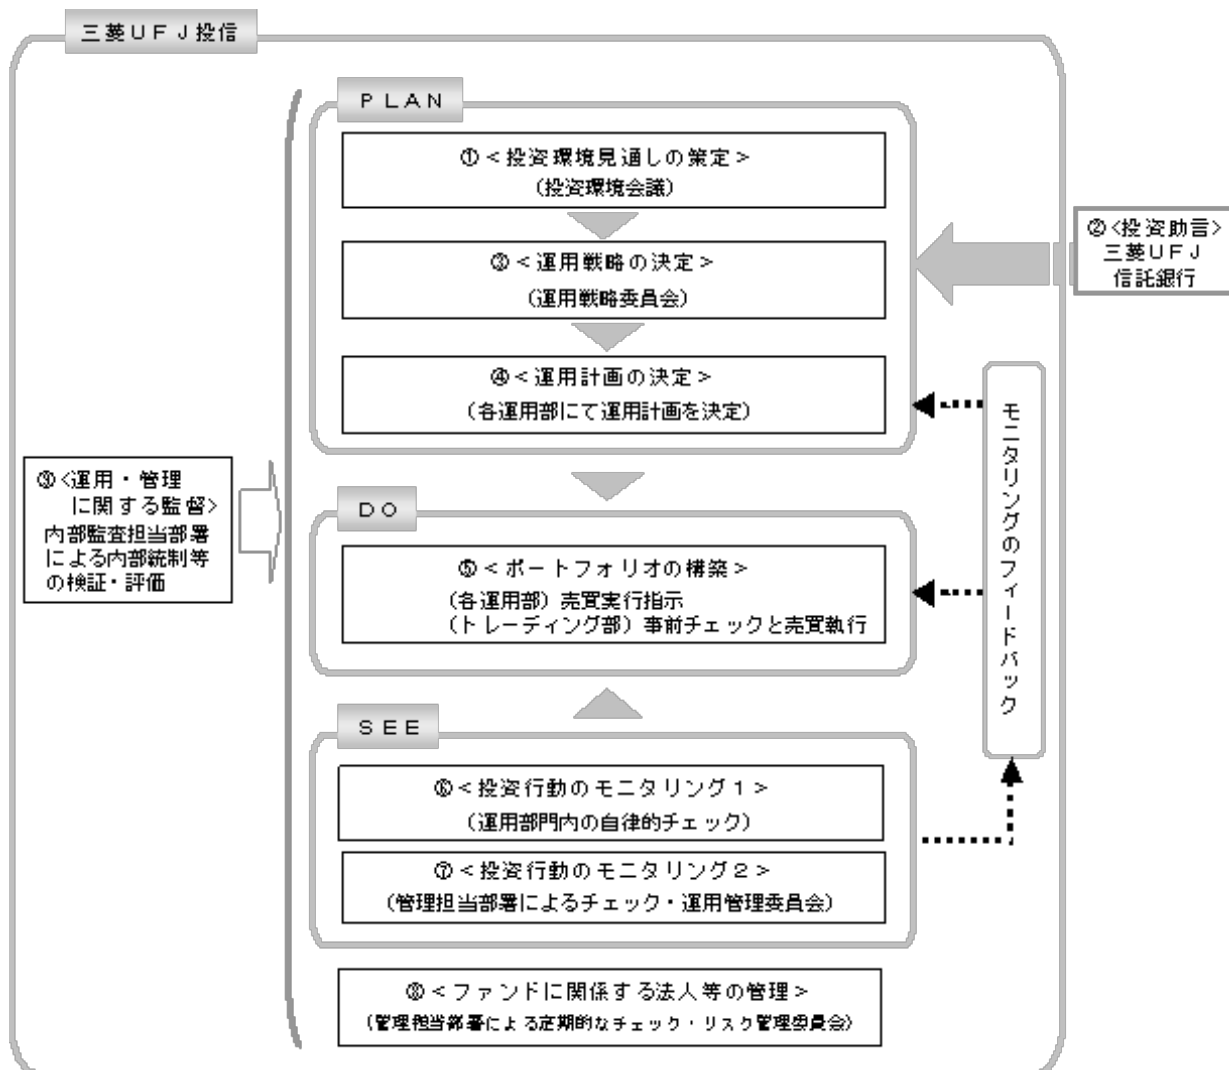 三菱UFJ投信
PLAN
①<投資環境見通しの策定>
(投資環境会議)
②<投資助言>
三菱UFJ
信託銀行
③<運用戦略の決定>
(運用戦略委員会)
④<運用計画の決定>
(各運用部にて運用計画を決定)
モニタリングのフィードバック
⑨<運用・管理
に関する監督>
内部監査担当部署
による内部統制等
の検証・評価
DO
⑤<ポートフォリオの構築>
(各運用部)売買実行指示
(トレーディング部)事前チェックと売買執行
SEE
⑥<投資行動のモニタリング1>
(運用部門内の自律的チェック)
⑦<投資行動のモニタリング2>
(管理担当部署によるチェック・運用管理委員会)
⑧<ファンドに関係する法人等の管理>
(管理担当部署による定期的なチェック・リスク管理委員会)